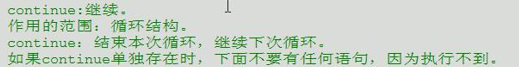 continue:继续。
作用的范围: 循环结构。
continue: 结束本次循环, 继续下次循环。
如果continue单独存在时, 下面不要有任何语句, 因为执行不到。